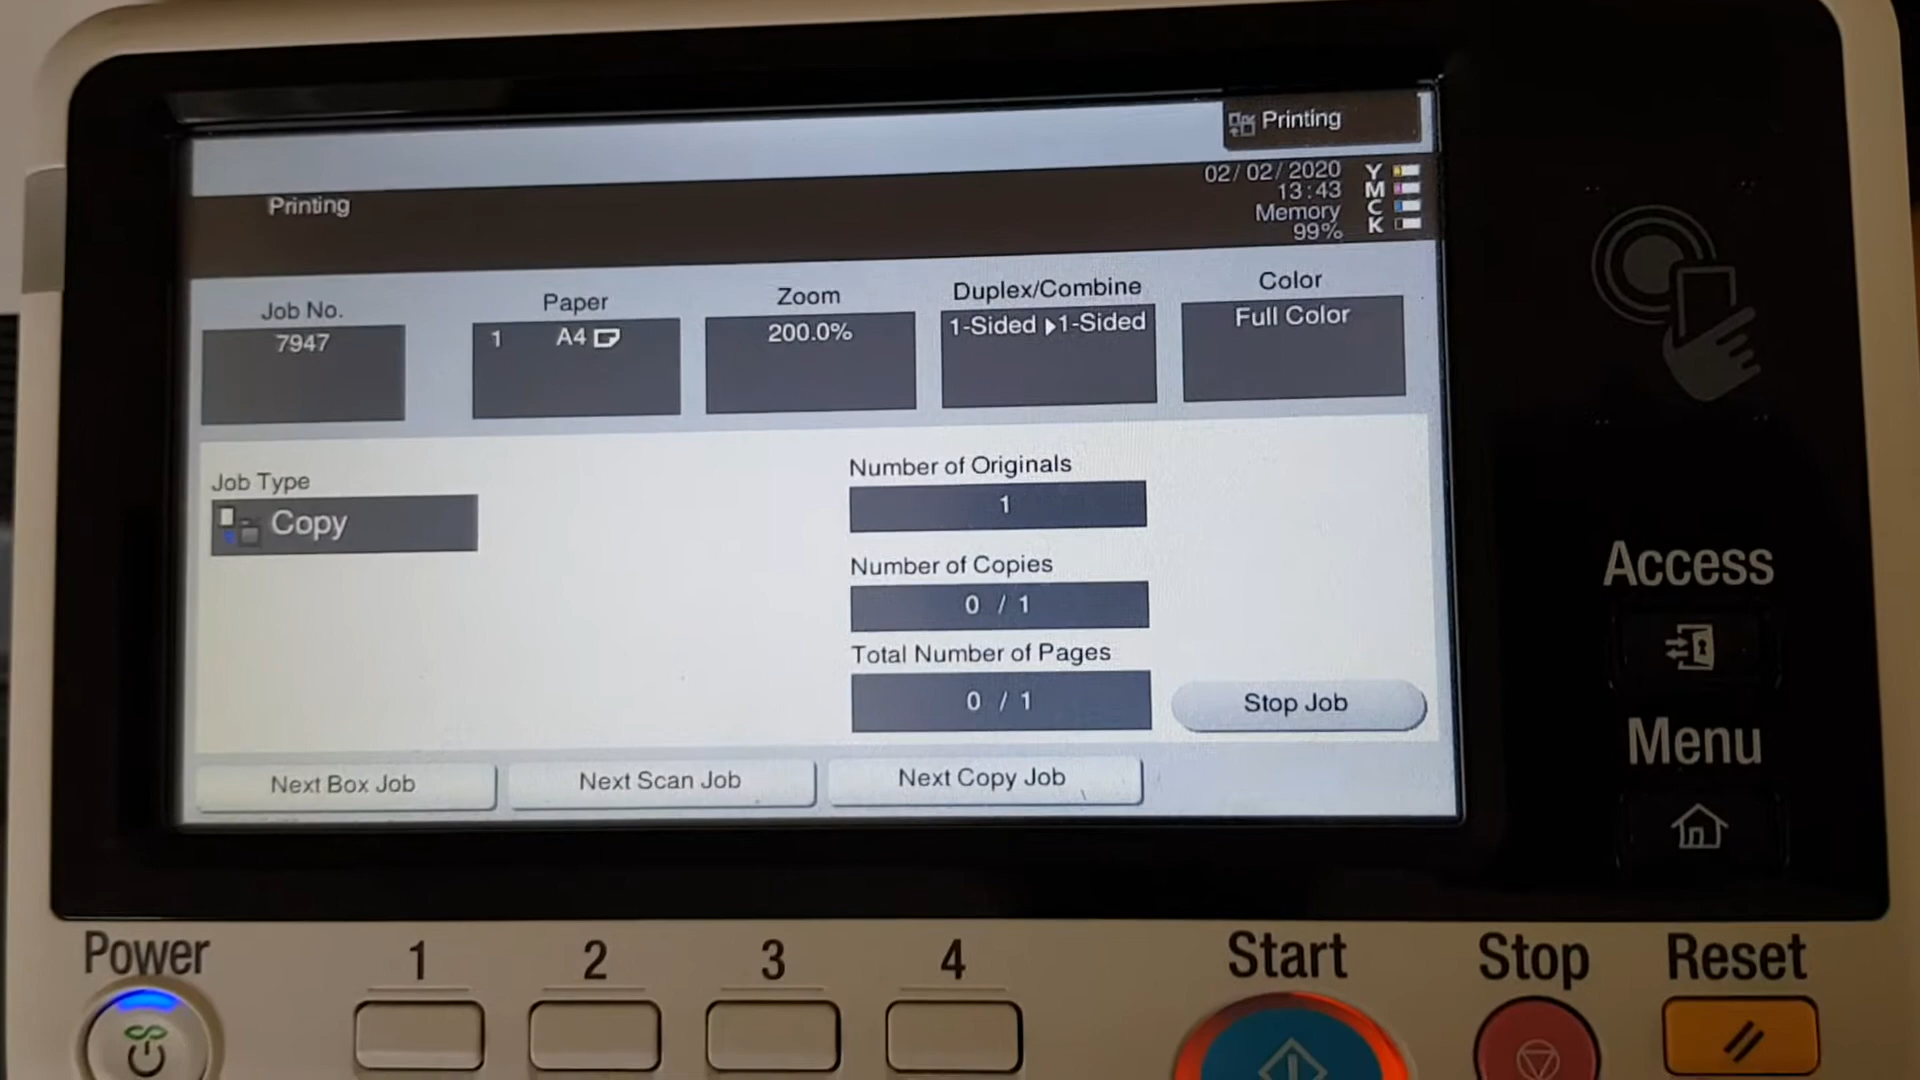 Printing
02/02/2020
13:43
Memory
99%
Y
M
C
K
Printing
Job No.
7947
Paper
1 A4
Zoom
200.0%
Duplex/Combine
1-Sided ▶1-Sided
Color
Full Color
Job Type
Copy
Number of Originals
1
Number of Copies
0 / 1
Total Number of Pages
0 / 1
Stop Job
Next Box Job
Next Scan Job
Next Copy Job
Access
Menu
Power
1
2
3
4
Start
Stop
Reset